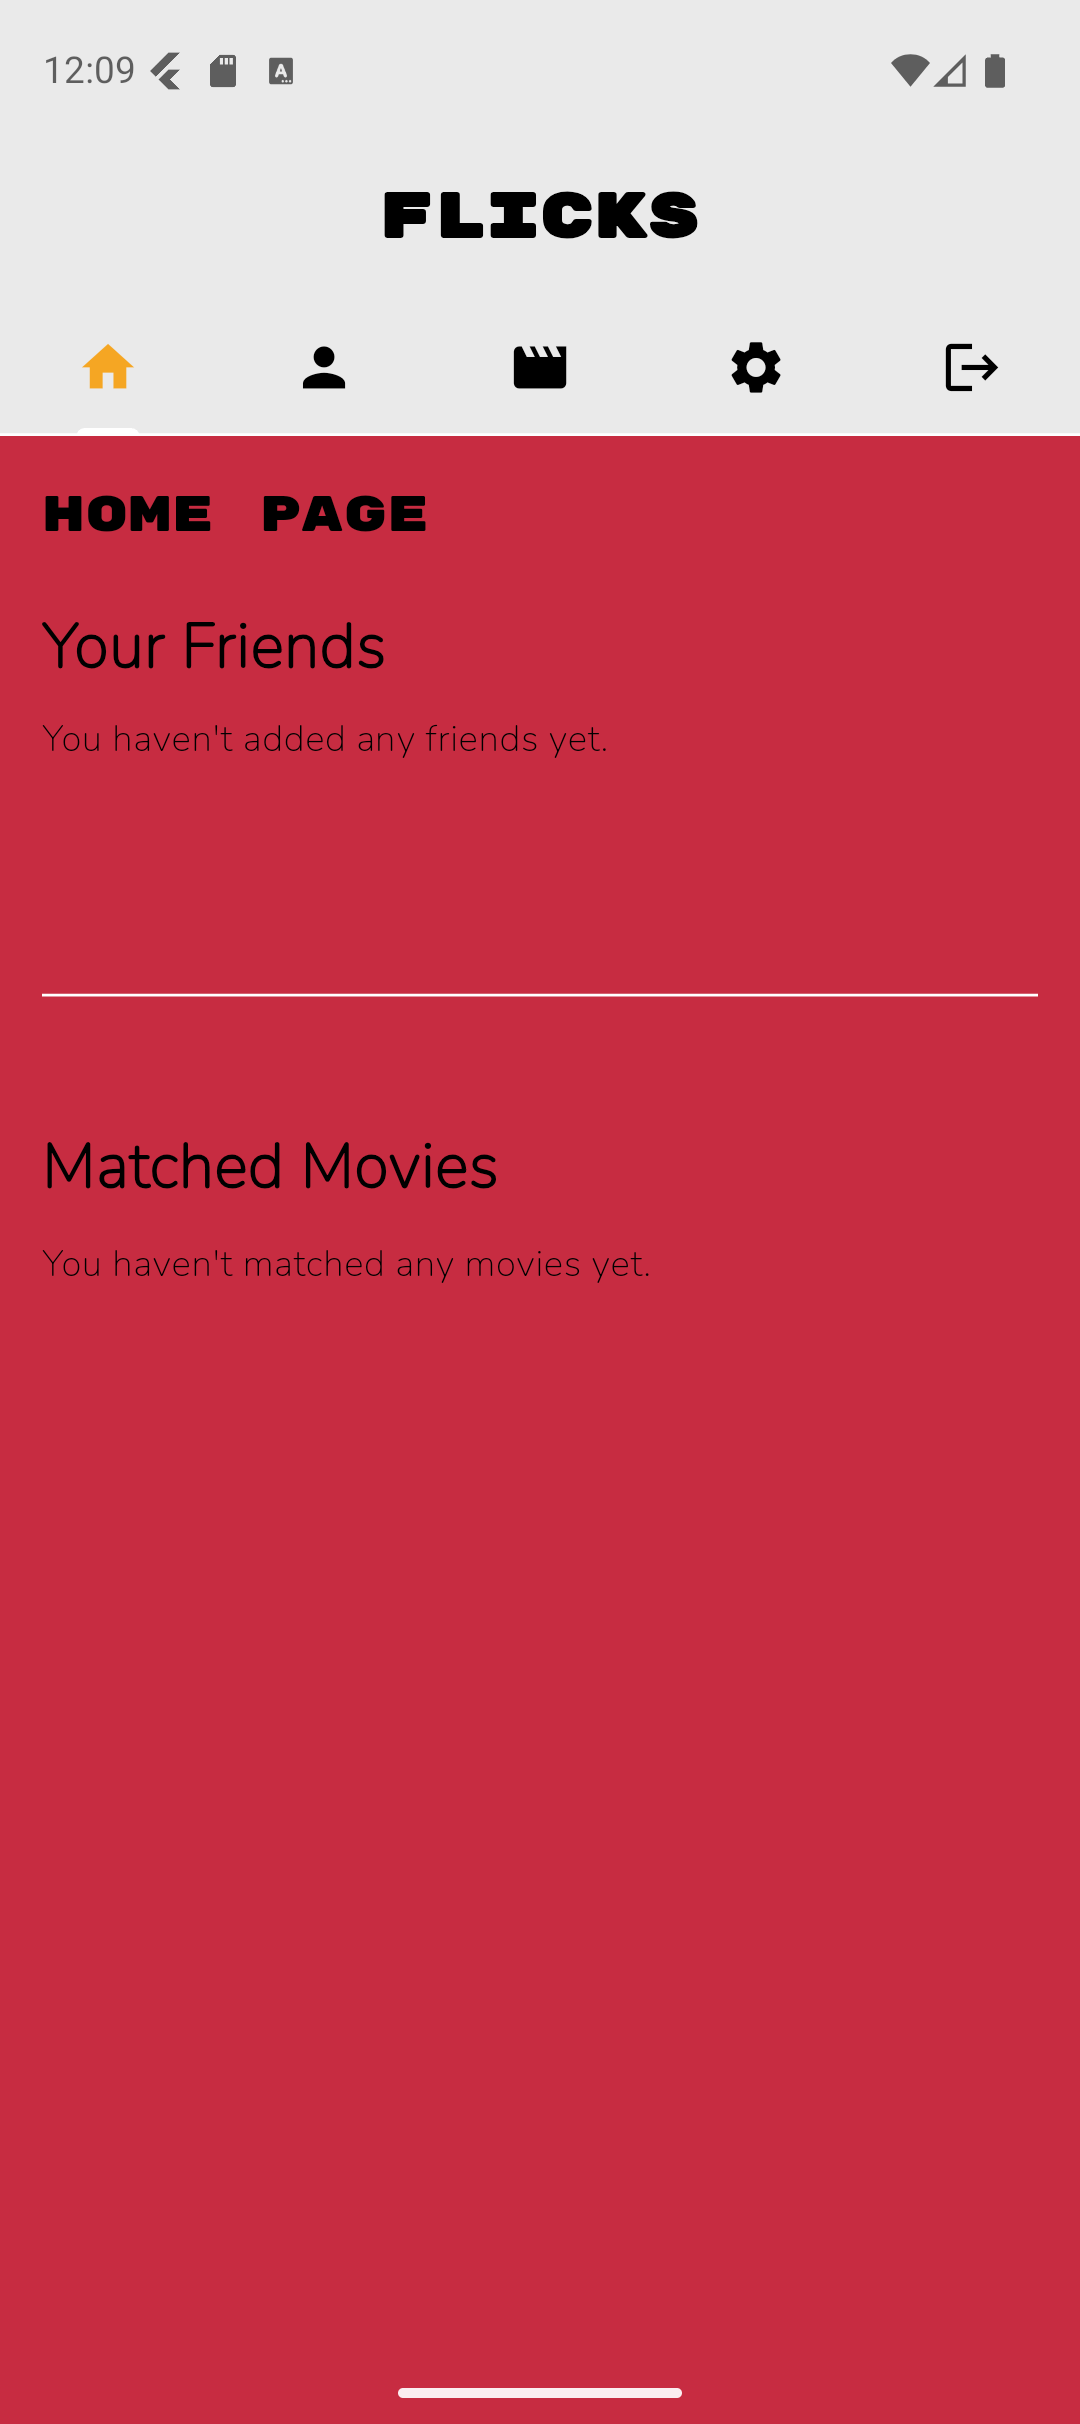 12:09
FLICKS
HOME PAGE
Your Friends
You haven't added any friends yet.
Matched Movies
You haven't matched any movies yet.